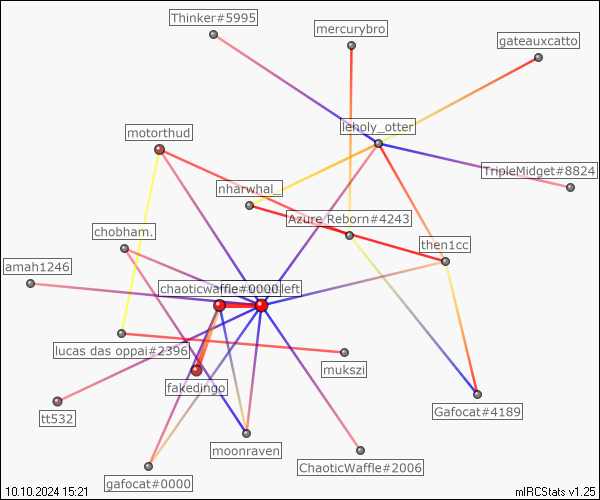 Thinker#5995
mercurybro
gateauxcatto
motorthud
leholy_otter
TripleMidget#8824
nharwhal_
Azure Reborn#4243
chobham.
then1cc
amah1246
chaoticwaffle#0000
left
lucas das oppai#2396
mukszi
fakedingo
tt532
Gafocat#4189
moonraven
ChaoticWaffle#2006
gafocat#0000
10.10.2024 15:21
mIRCStats v1.25